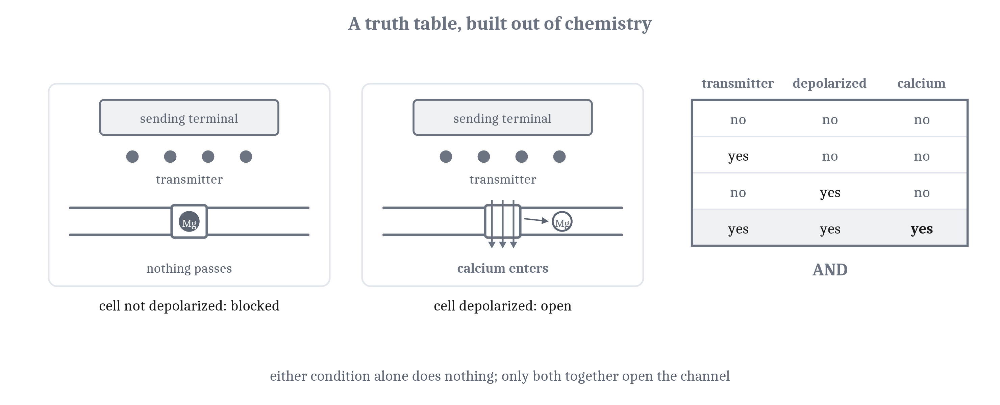 A truth table, built out of chemistry
sending terminal
transmitter
Mg
nothing passes
cell not depolarized: blocked
sending terminal
transmitter
Mg
calcium enters
cell depolarized: open
transmitter depolarized calcium
no no no
yes no no
no yes no
yes yes yes
AND
either condition alone does nothing; only both together open the channel